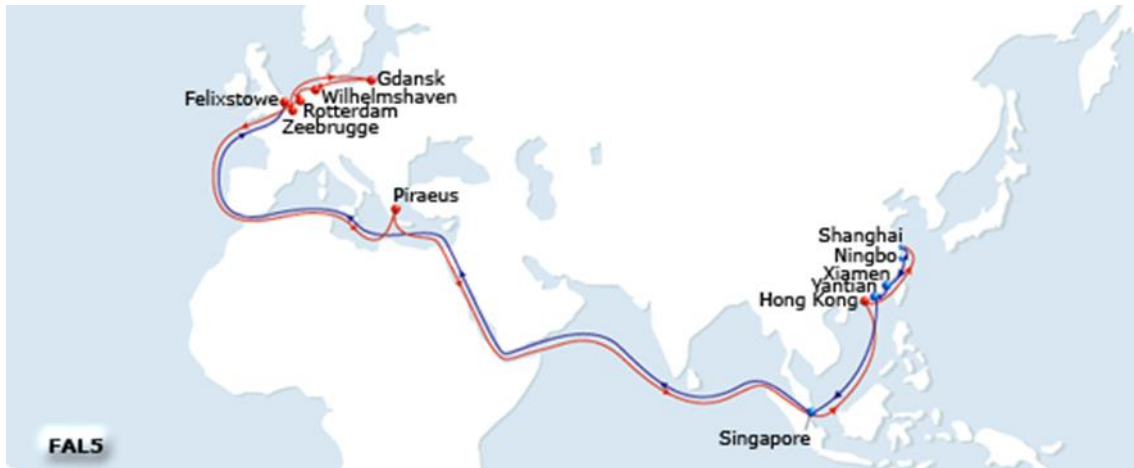 Gdansk
Felixstowe
Wilhelmshaven
Rotterdam
Zeebrugge
Piraeus
Shanghai
Ningbo
Xiamen
Yantian
Hong Kong
Singapore
FAL5